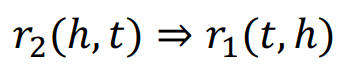 r₂(h, t) ⇒ r₁(t, h)